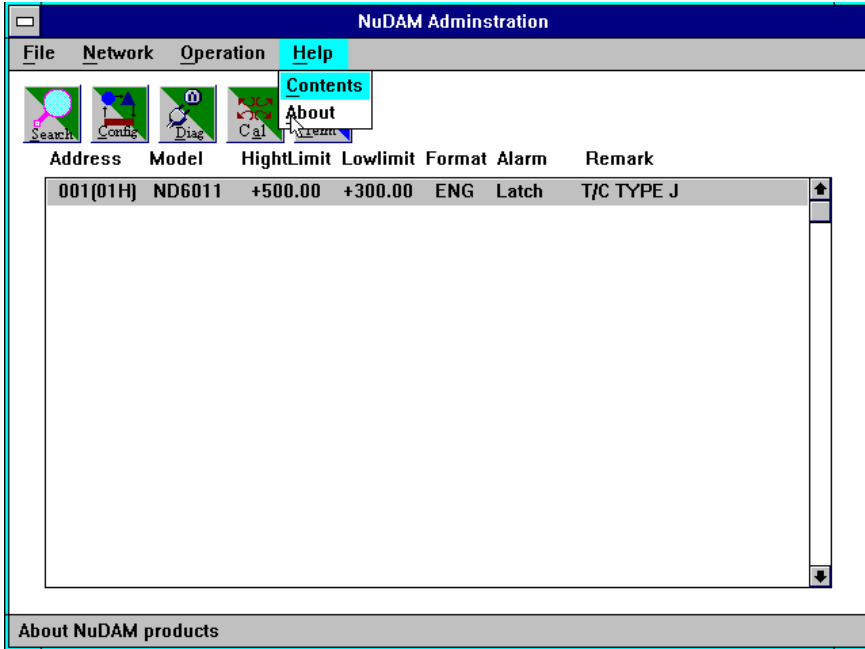 NuDAM Adminstration
File Network Operation Help
Contents
About
Search Config Diag Cal
Address Model HightLimit Lowlimit Format Alarm Remark
001(01H) ND6011 +500.00 +300.00 ENG Latch T/C TYPE J
About NuDAM products